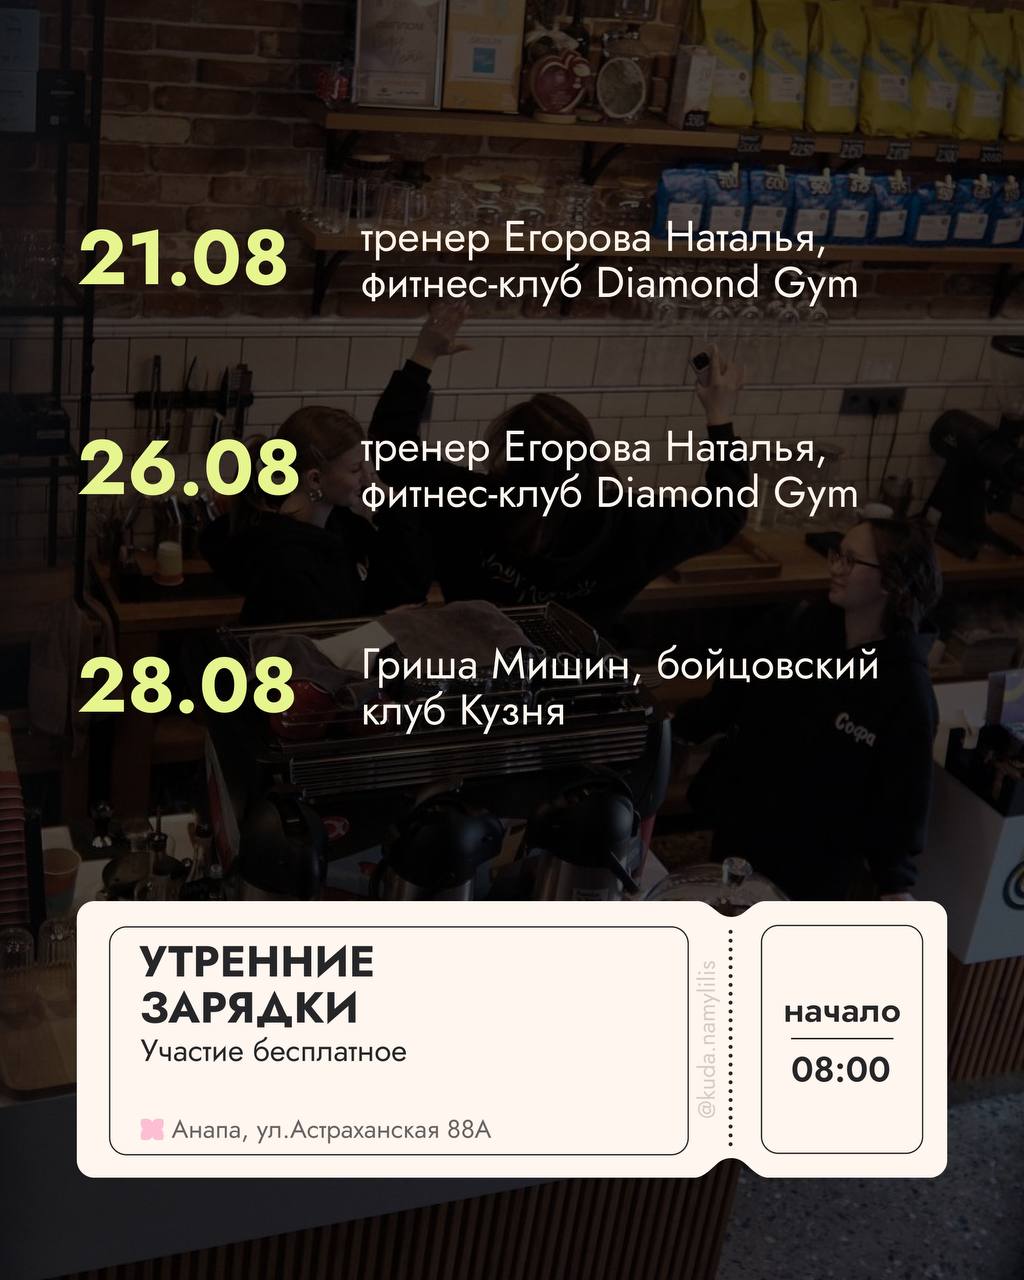 21.08
тренер Егорова Наталья,
фитнес-клуб Diamond Gym
26.08
тренер Егорова Наталья,
фитнес-клуб Diamond Gym
28.08
Гриша Мишин, бойцовский
клуб Кузня
Софа
УТРЕННИЕ
ЗАРЯДКИ
Участие бесплатное
Анапа, ул.Астраханская 88А
@kuda.namylilis
начало
08:00